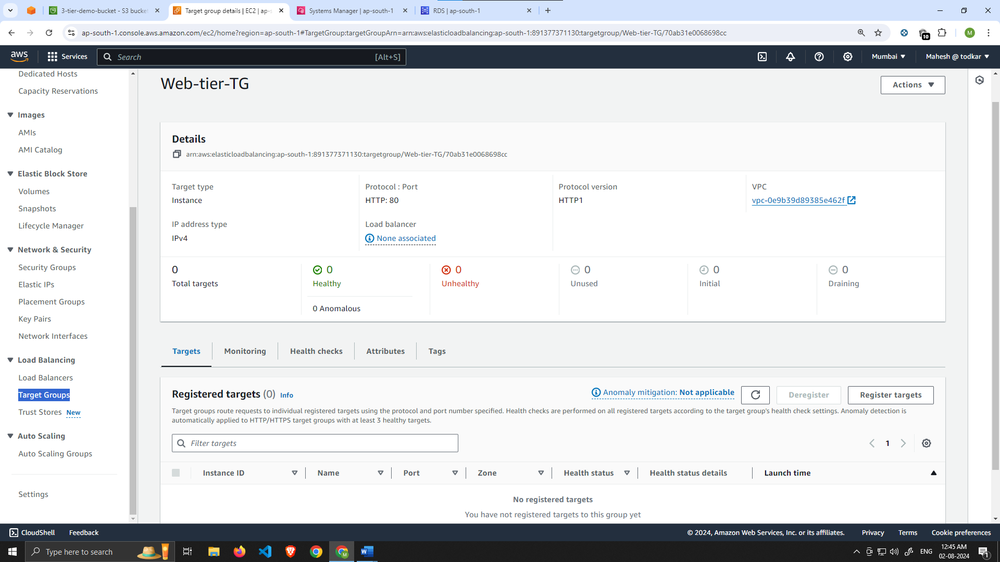 3-tier-demo-bucket - S3 bucket
Target group details | EC2 | ap-s
Systems Manager | ap-south-1
RDS | ap-south-1
ap-south-1.console.aws.amazon.com/ec2/home?region=ap-south-1#TargetGroup:targetGroupArn=arn:aws:elasticloadbalancing:ap-south-1:891377371130:targetgroup/Web-tier-TG/70ab31e0068698cc
10
M
aws
Services
Search
[Alt+S]
Mumbai
Mahesh @ todkar
Dedicated Hosts
Capacity Reservations
Images
AMIs
AMI Catalog
Elastic Block Store
Volumes
Snapshots
Lifecycle Manager
Network & Security
Security Groups
Elastic IPs
Placement Groups
Key Pairs
Network Interfaces
Load Balancing
Load Balancers
Target Groups
Trust Stores New
Auto Scaling
Auto Scaling Groups
Settings
Web-tier-TG
Actions
Details
arn:aws:elasticloadbalancing:ap-south-1:891377371130:targetgroup/Web-tier-TG/70ab31e0068698cc
Target type
Instance
Protocol : Port
HTTP: 80
Protocol version
HTTP1
VPC
vpc-0e9b39d89385e462f
IP address type
IPv4
Load balancer
None associated
0
Total targets
0
Healthy
0 Anomalous
0
Unhealthy
0
Unused
0
Initial
0
Draining
Targets
Monitoring
Health checks
Attributes
Tags
Registered targets (0) Info
Anomaly mitigation: Not applicable
Deregister
Register targets
Target groups route requests to individual registered targets using the protocol and port number specified. Health checks are performed on all registered targets according to the target group's health check settings. Anomaly detection is
automatically applied to HTTP/HTTPS target groups with at least 3 healthy targets.
Filter targets
1
Instance ID
Name
Port
Zone
Health status
Health status details
Launch time
No registered targets
You have not registered targets to this group yet
CloudShell
Feedback
© 2024, Amazon Web Services, Inc. or its affiliates.
Privacy
Terms
Cookie preferences
Type here to search
M
W
ENG
12:45 AM
02-08-2024
1